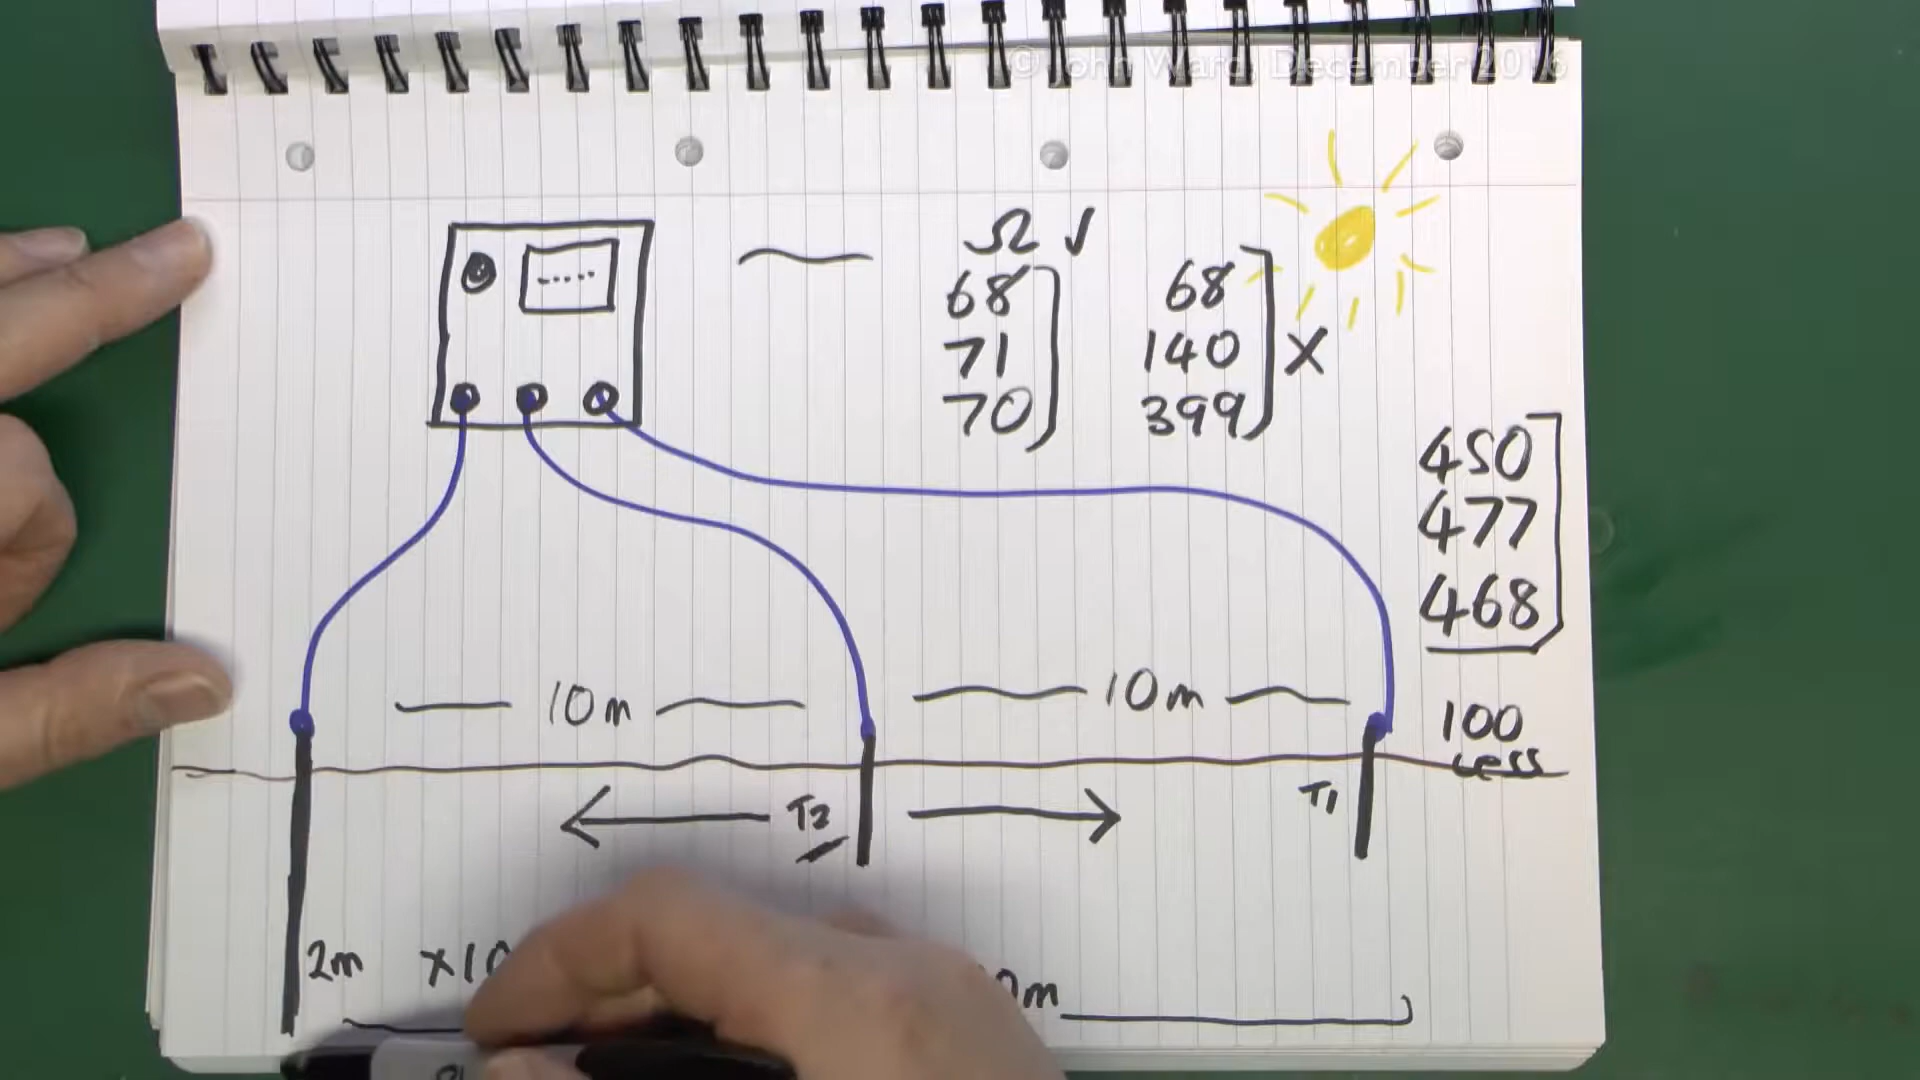 © John Ward, December 2016
Ω ✓
68
71
70
68
140
399
X
450
477
468
100
Less
10m
10m
T2
T1
2m